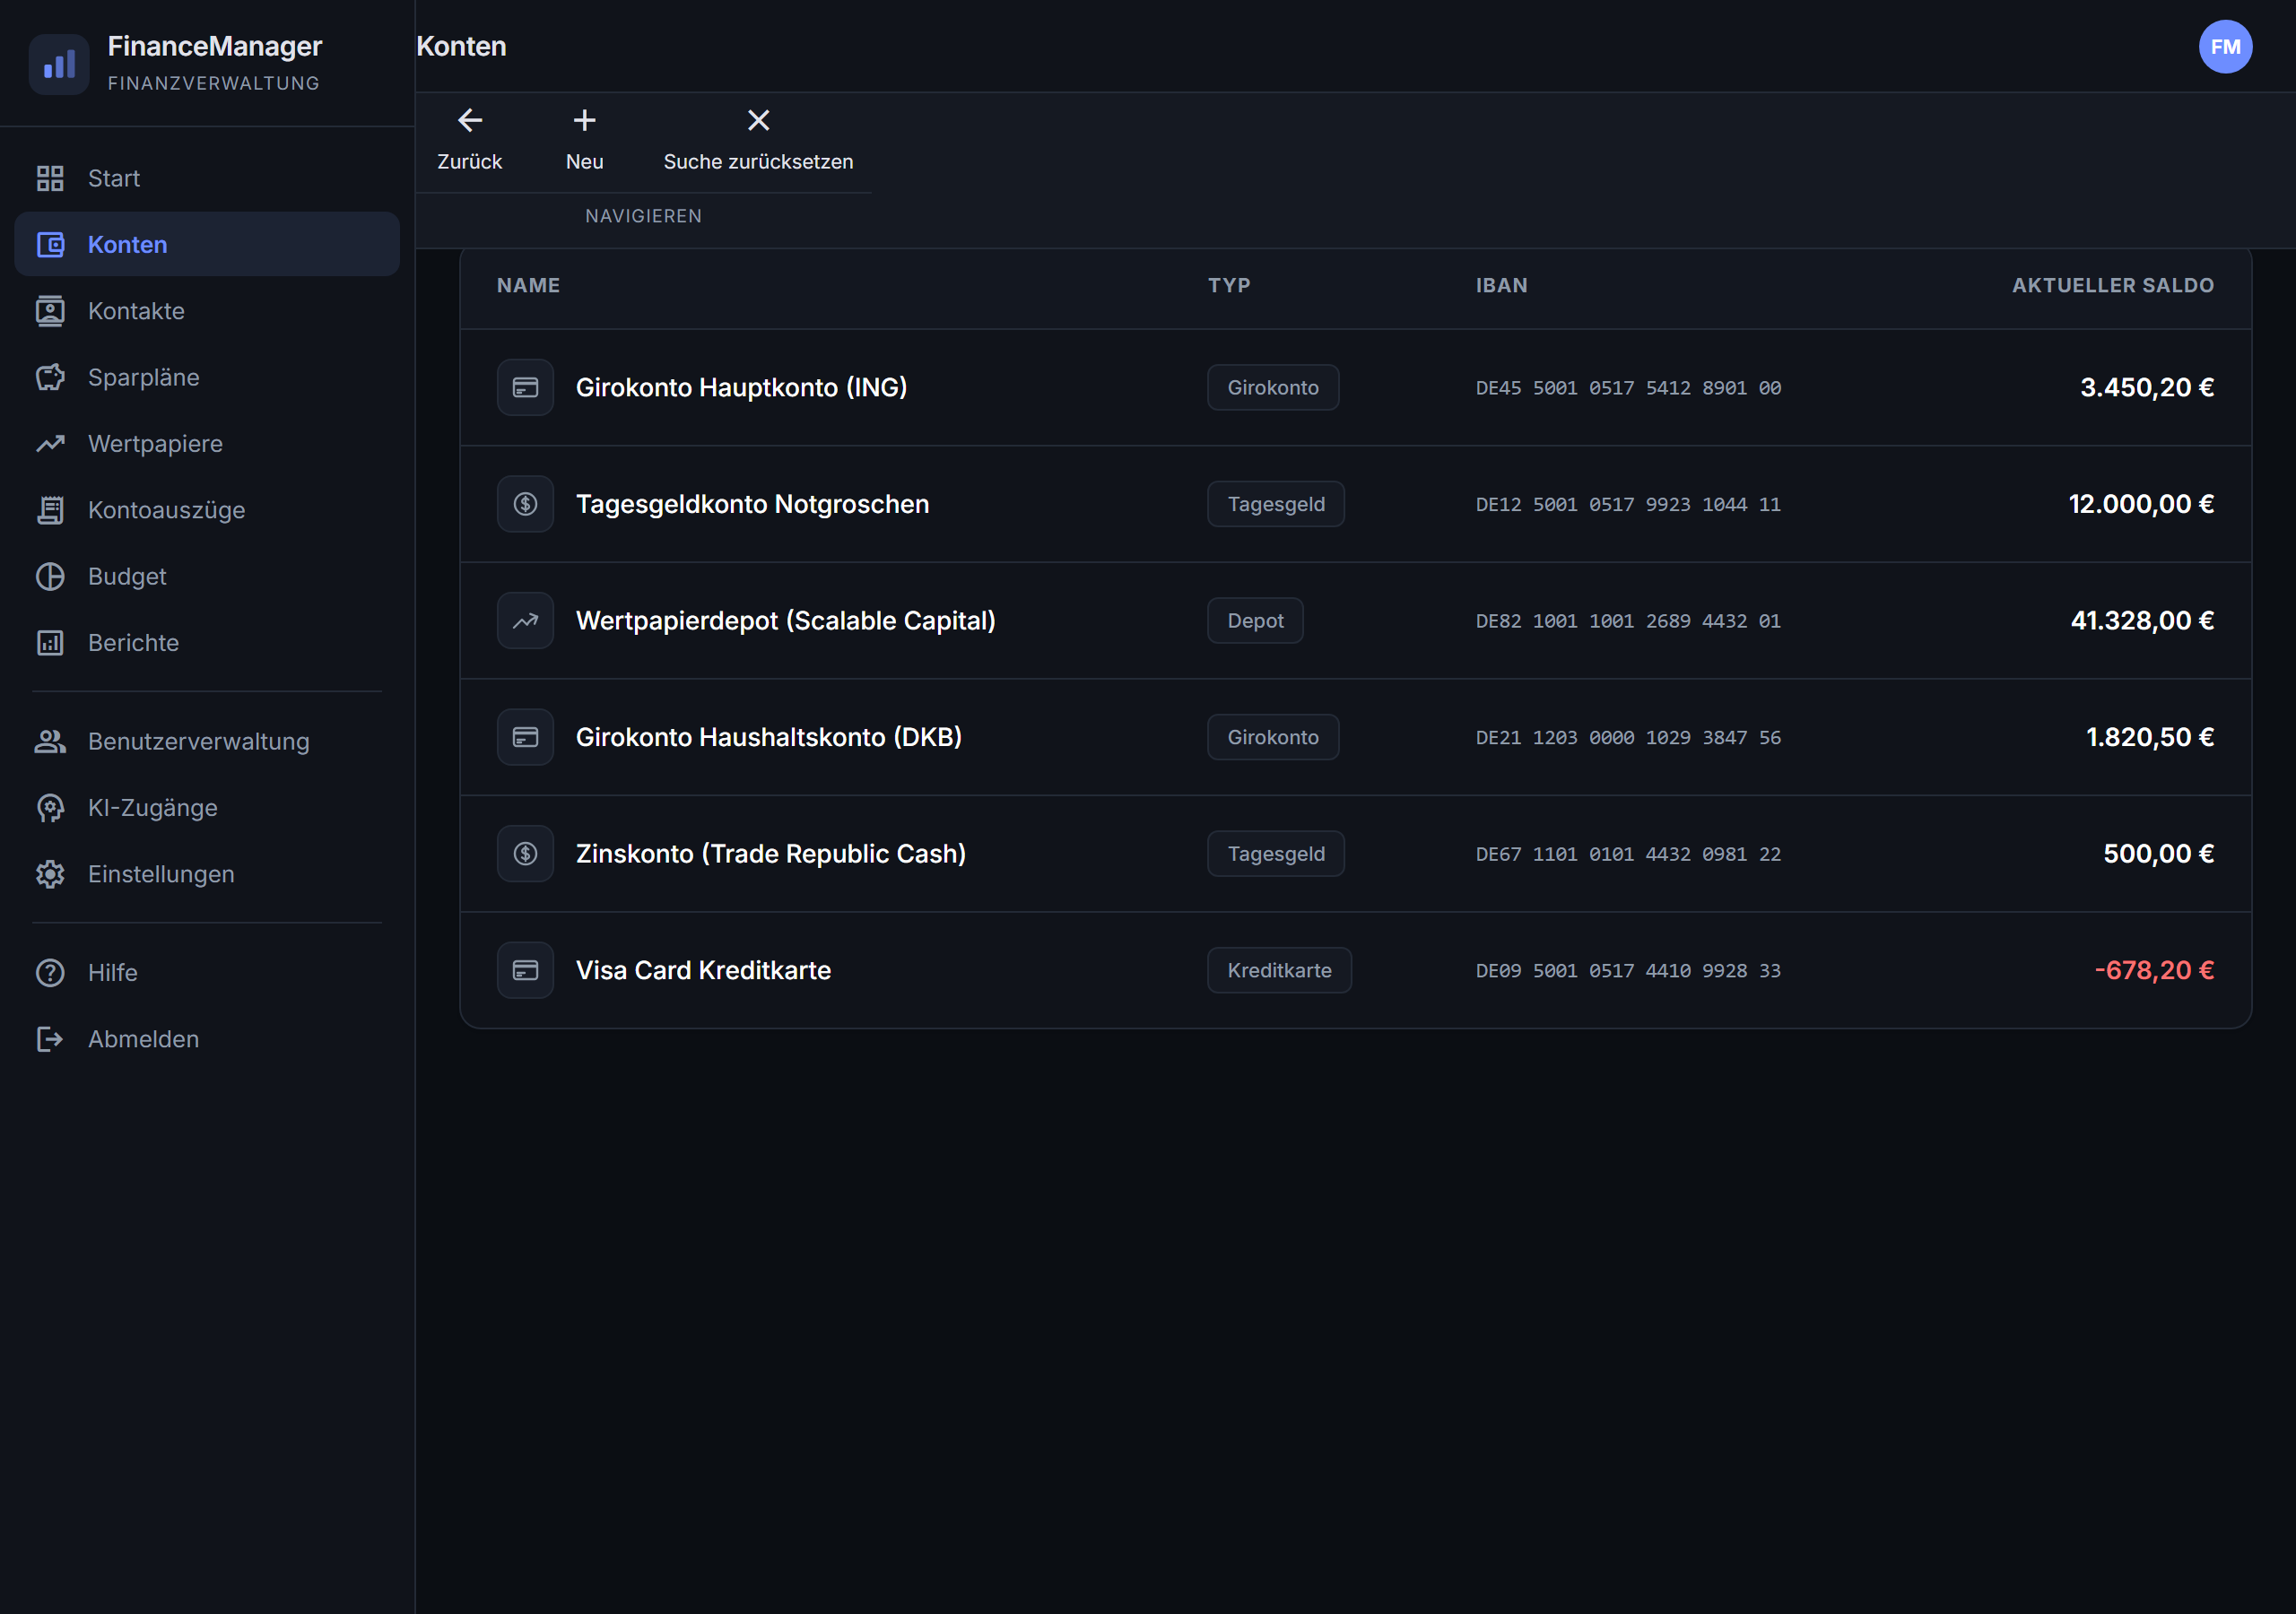 FinanceManager
FINANZVERWALTUNG
Start
Konten
Kontakte
Sparpläne
Wertpapiere
Kontoauszüge
Budget
Berichte
Benutzerverwaltung
KI-Zugänge
Einstellungen
Hilfe
Abmelden
Konten
FM
Zurück Neu Suche zurücksetzen
NAVIGIEREN
NAME TYP IBAN AKTUELLER SALDO
Girokonto Hauptkonto (ING) Girokonto DE45 5001 0517 5412 8901 00 3.450,20 €
Tagesgeldkonto Notgroschen Tagesgeld DE12 5001 0517 9923 1044 11 12.000,00 €
Wertpapierdepot (Scalable Capital) Depot DE82 1001 1001 2689 4432 01 41.328,00 €
Girokonto Haushaltskonto (DKB) Girokonto DE21 1203 0000 1029 3847 56 1.820,50 €
Zinskonto (Trade Republic Cash) Tagesgeld DE67 1101 0101 4432 0981 22 500,00 €
Visa Card Kreditkarte Kreditkarte DE09 5001 0517 4410 9928 33 -678,20 €